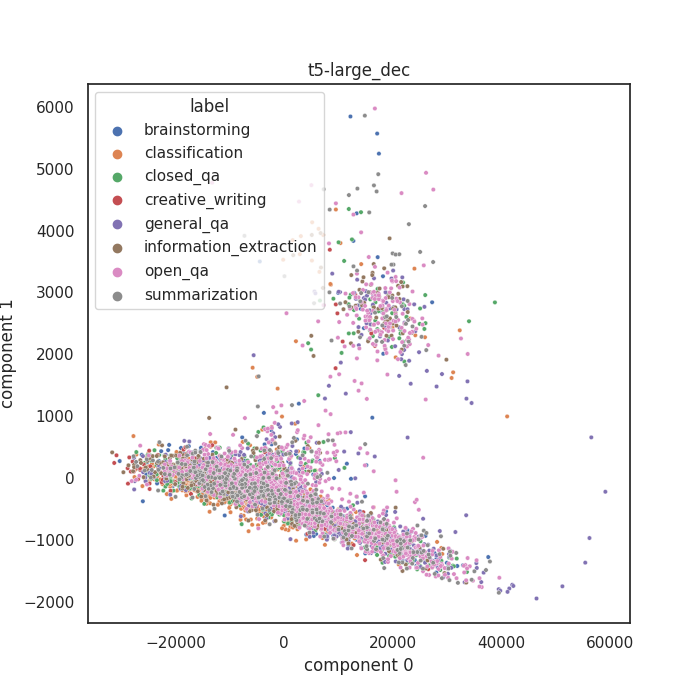 t5-large_dec
label
brainstorming
classification
closed_qa
creative_writing
general_qa
information_extraction
open_qa
summarization
6000
5000
4000
3000
2000
1000
0
−1000
−2000
component 1
−20000 0 20000 40000 60000
component 0